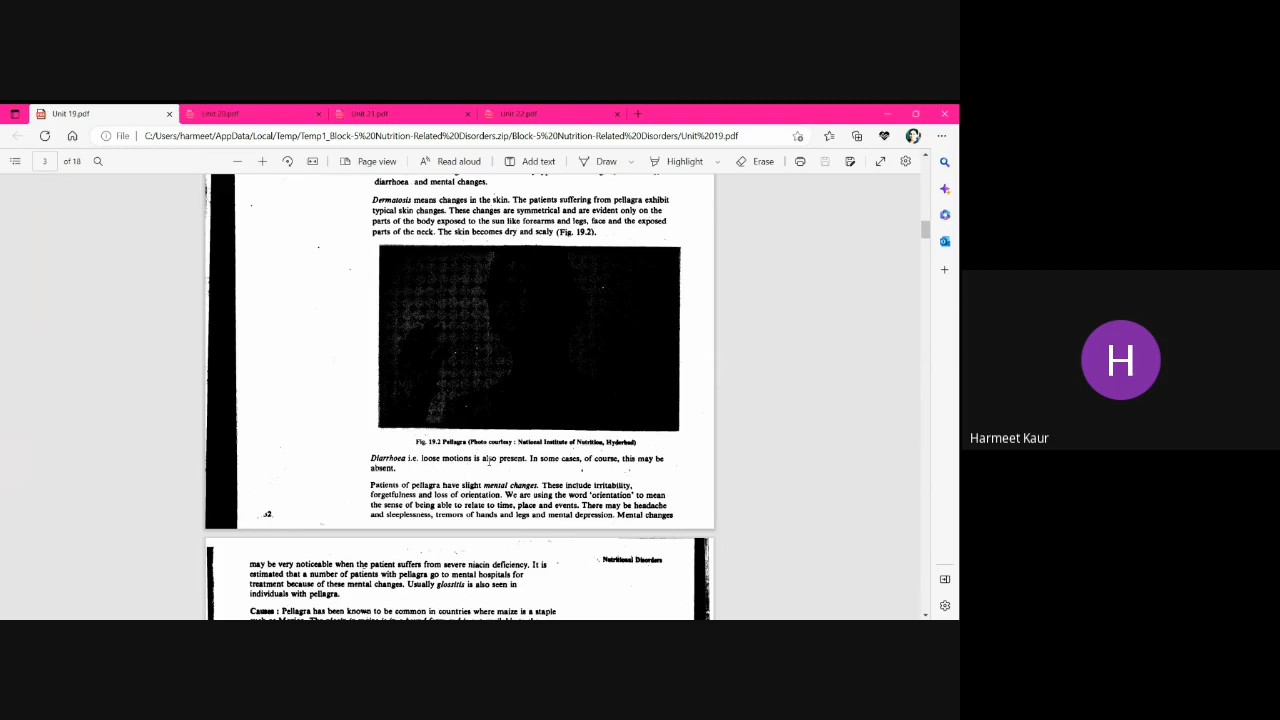 Unit 19.pdf
Unit 20.pdf
Unit 21.pdf
Unit 22.pdf
File
C:/Users/harmeet/AppData/Local/Temp/Temp1_Block-5%20Nutrition-Related%20Disorders.zip/Block-5%20Nutrition-Related%20Disorders/Unit%2019.pdf
3 of 18
Page view
Read aloud
Add text
Draw
Highlight
Erase
diarrhoea and mental changes.
Dermatosis means changes in the skin. The patients suffering from pellagra exhibit
typical skin changes. These changes are symmetrical and are evident only on the
parts of the body exposed to the sun like forearms and legs, face and the exposed
parts of the neck. The skin becomes dry and scaly (Fig. 19.2).
Fig. 19.2 Pellagra (Photo courtesy : National Institute of Nutrition, Hyderbad)
Diarrhoea i.e. loose motions is also present. In some cases, of course, this may be
absent.
Patients of pellagra have slight mental changes. These include irritability,
forgetfulness and loss of orientation. We are using the word 'orientation' to mean
the sense of being able to relate to time, place and events. There may be headache
and sleeplessness, tremors of hands and legs and mental depression. Mental changes
Nutritional Disorders
may be very noticeable when the patient suffers from severe niacin deficiency. It is
estimated that a number of patients with pellagra go to mental hospitals for
treatment because of these mental changes. Usually glossitis is also seen in
individuals with pellagra.
Causes : Pellagra has been known to be common in countries where maize is a staple
H
Harmeet Kaur